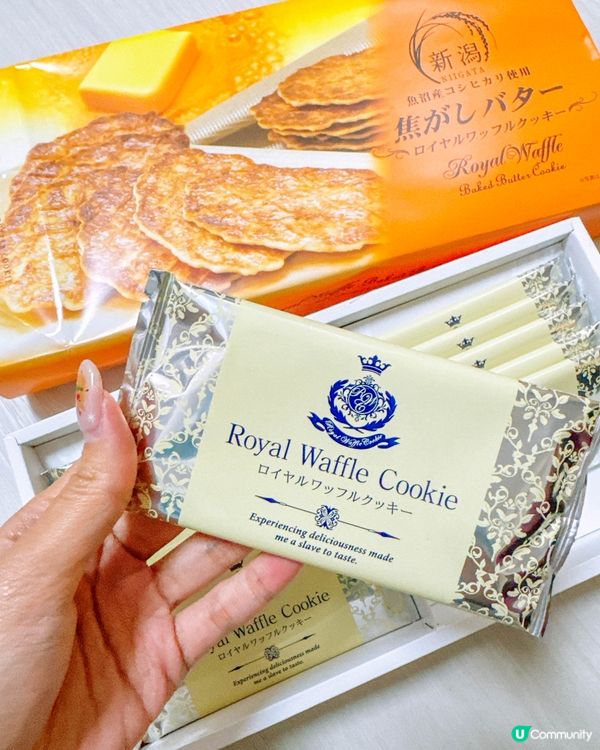 新潟
NIIGATA
魚沼産コシヒカリ使用
焦がしバター
ロイヤルワッフルクッキー
Royal Waffle
Baked Butter Cookie
Royal Waffle Cookie
Royal Waffle Cookie
ロイヤルワッフルクッキー
Experiencing deliciousness made
me a slave to taste.
Royal Waffle Cookie
ロイヤルワッフルクッキー
Experiencing deliciousness made
me a slave to taste.
U Community